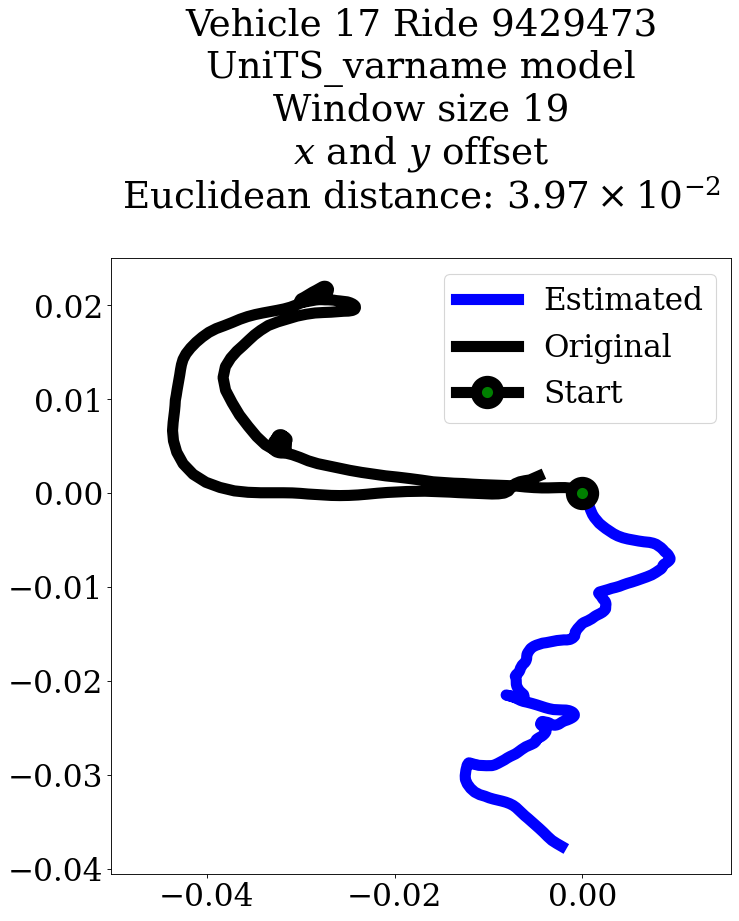 Vehicle 17 Ride 9429473
UniTS_varname model
Window size 19
x and y offset
Euclidean distance: 3.97 × 10⁻²
Estimated
Original
Start
0.02
0.01
0.00
−0.01
−0.02
−0.03
−0.04
−0.04 −0.02 0.00